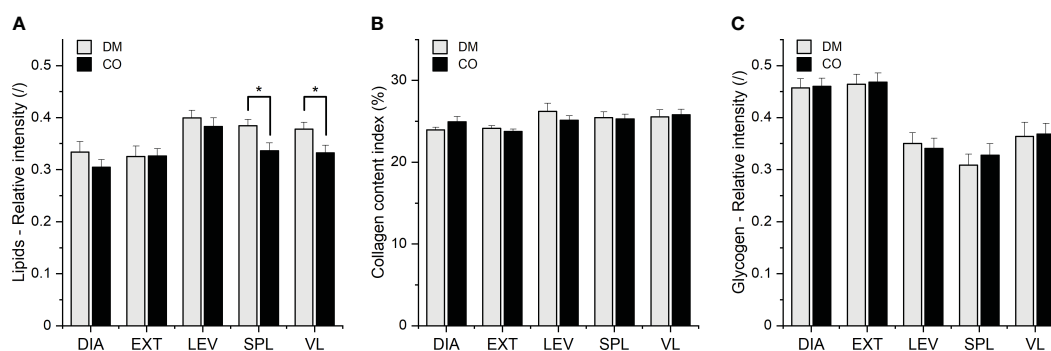 A
DM
CO
Lipids - Relative intensity (/)
0.5
0.4
0.3
0.2
0.1
0
*
*
DIA EXT LEV SPL VL
B
DM
CO
Collagen content index (%)
30
20
10
0
DIA EXT LEV SPL VL
C
DM
CO
Glycogen - Relative intensity (/)
0.5
0.4
0.3
0.2
0.1
0
DIA EXT LEV SPL VL